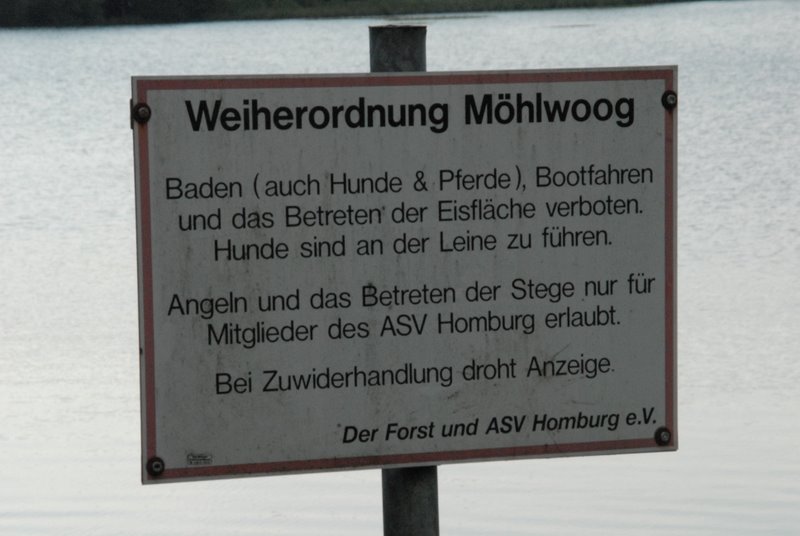 Weiherordnung Möhlwoog
Baden (auch Hunde & Pferde), Bootfahren
und das Betreten der Eisfläche verboten.
Hunde sind an der Leine zu führen.
Angeln und das Betreten der Stege nur für
Mitglieder des ASV Homburg erlaubt.
Bei Zuwiderhandlung droht Anzeige.
Der Forst und ASV Homburg e.V.